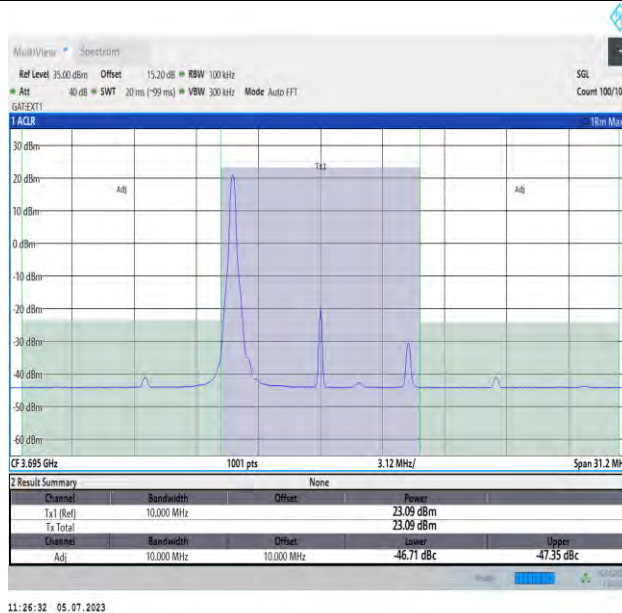 MultiView Spectrum
Ref Level 35.00 dBm Offset 15.20 dB RBW 100 kHz SGL
Att 40 dB SWT 20 ms (~99 ms) VBW 300 kHz Mode Auto FFT Count 100/10
GAT:EXT1
1 ACLR 1Rm Max
30 dBm
Tx1
20 dBm
Adj Adj
10 dBm
0 dBm
-10 dBm
-20 dBm
-30 dBm
-40 dBm
-50 dBm
-60 dBm
CF 3.695 GHz 1001 pts 3.12 MHz/ Span 31.2 MH
2 Result Summary None
Channel Bandwidth Offset Power
Tx1 (Ref) 10.000 MHz 23.09 dBm
Tx Total 23.09 dBm
Channel Bandwidth Offset Lower Upper
Adj 10.000 MHz 10.000 MHz -46.71 dBc -47.35 dBc
11:26:32 05.07.2023